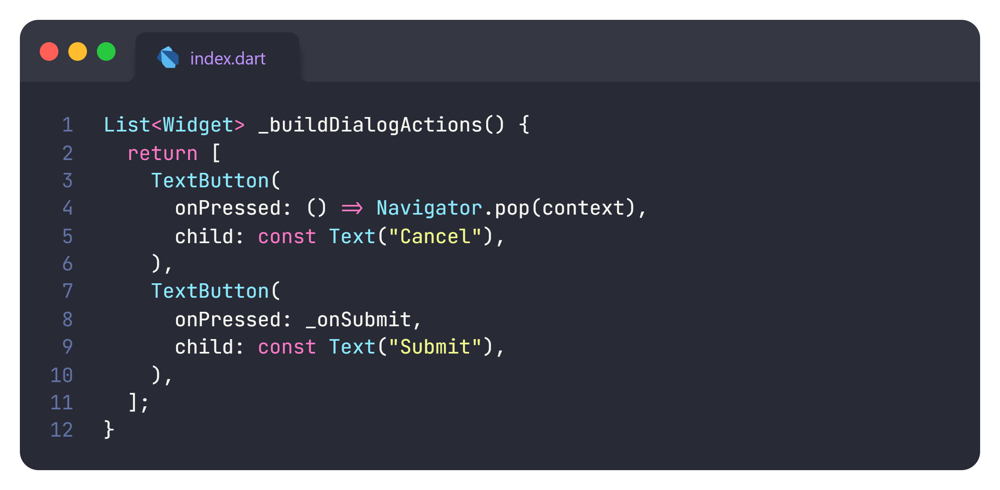 index.dart
1 List<Widget> _buildDialogActions() {
2   return [
3     TextButton(
4       onPressed: () => Navigator.pop(context),
5       child: const Text("Cancel"),
6     ),
7     TextButton(
8       onPressed: _onSubmit,
9       child: const Text("Submit"),
10     ),
11   ];
12 }